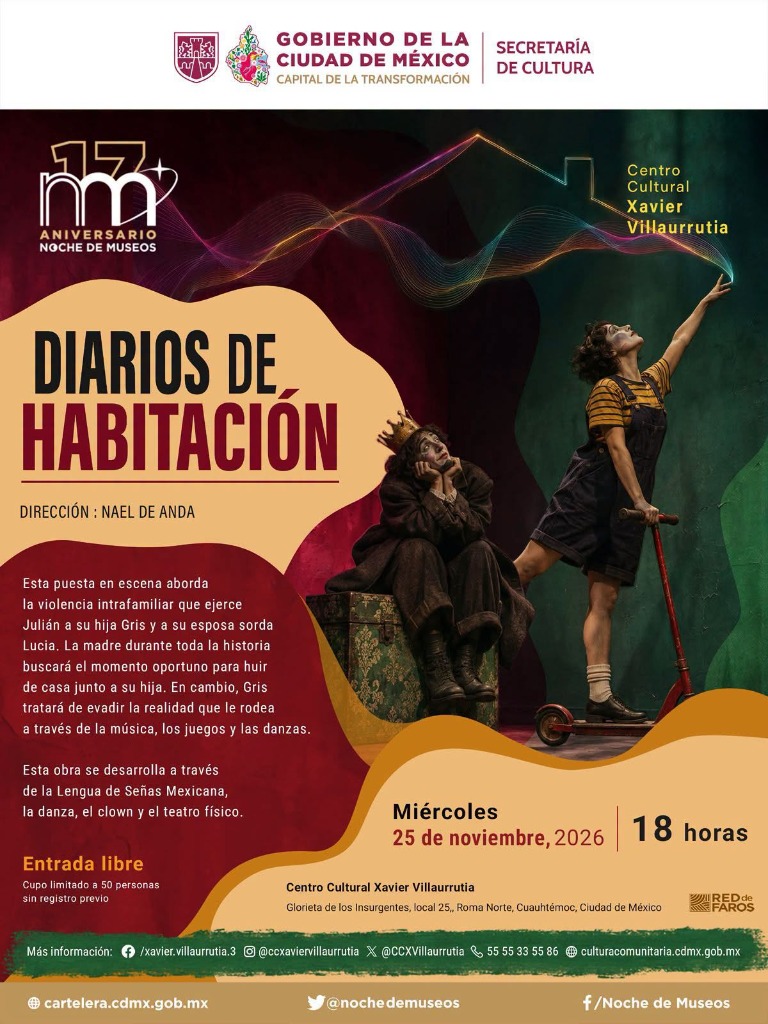 GOBIERNO DE LA
CIUDAD DE MÉXICO
CAPITAL DE LA TRANSFORMACIÓN
SECRETARÍA
DE CULTURA
17
nm
ANIVERSARIO
NOCHE DE MUSEOS
Centro
Cultural
Xavier
Villaurrutia
DIARIOS DE
HABITACIÓN
DIRECCIÓN : NAEL DE ANDA
Esta puesta en escena aborda
la violencia intrafamiliar que ejerce
Julián a su hija Gris y a su esposa sorda
Lucia. La madre durante toda la historia
buscará el momento oportuno para huir
de casa junto a su hija. En cambio, Gris
tratará de evadir la realidad que le rodea
a través de la música, los juegos y las danzas.
Esta obra se desarrolla a través
de la Lengua de Señas Mexicana,
la danza, el clown y el teatro físico.
Entrada libre
Cupo limitado a 50 personas
sin registro previo
Miércoles
25 de noviembre, 2026
18 horas
Centro Cultural Xavier Villaurrutia
Glorieta de los Insurgentes, local 25,, Roma Norte, Cuauhtémoc, Ciudad de México
RED de
FAROS
Más información: /xavier.villaurrutia.3 @ccxaviervillaurrutia @CCXVillaurrutia 55 55 33 55 86 culturacomunitaria.cdmx.gob.mx
cartelera.cdmx.gob.mx @nochedemuseos /Noche de Museos